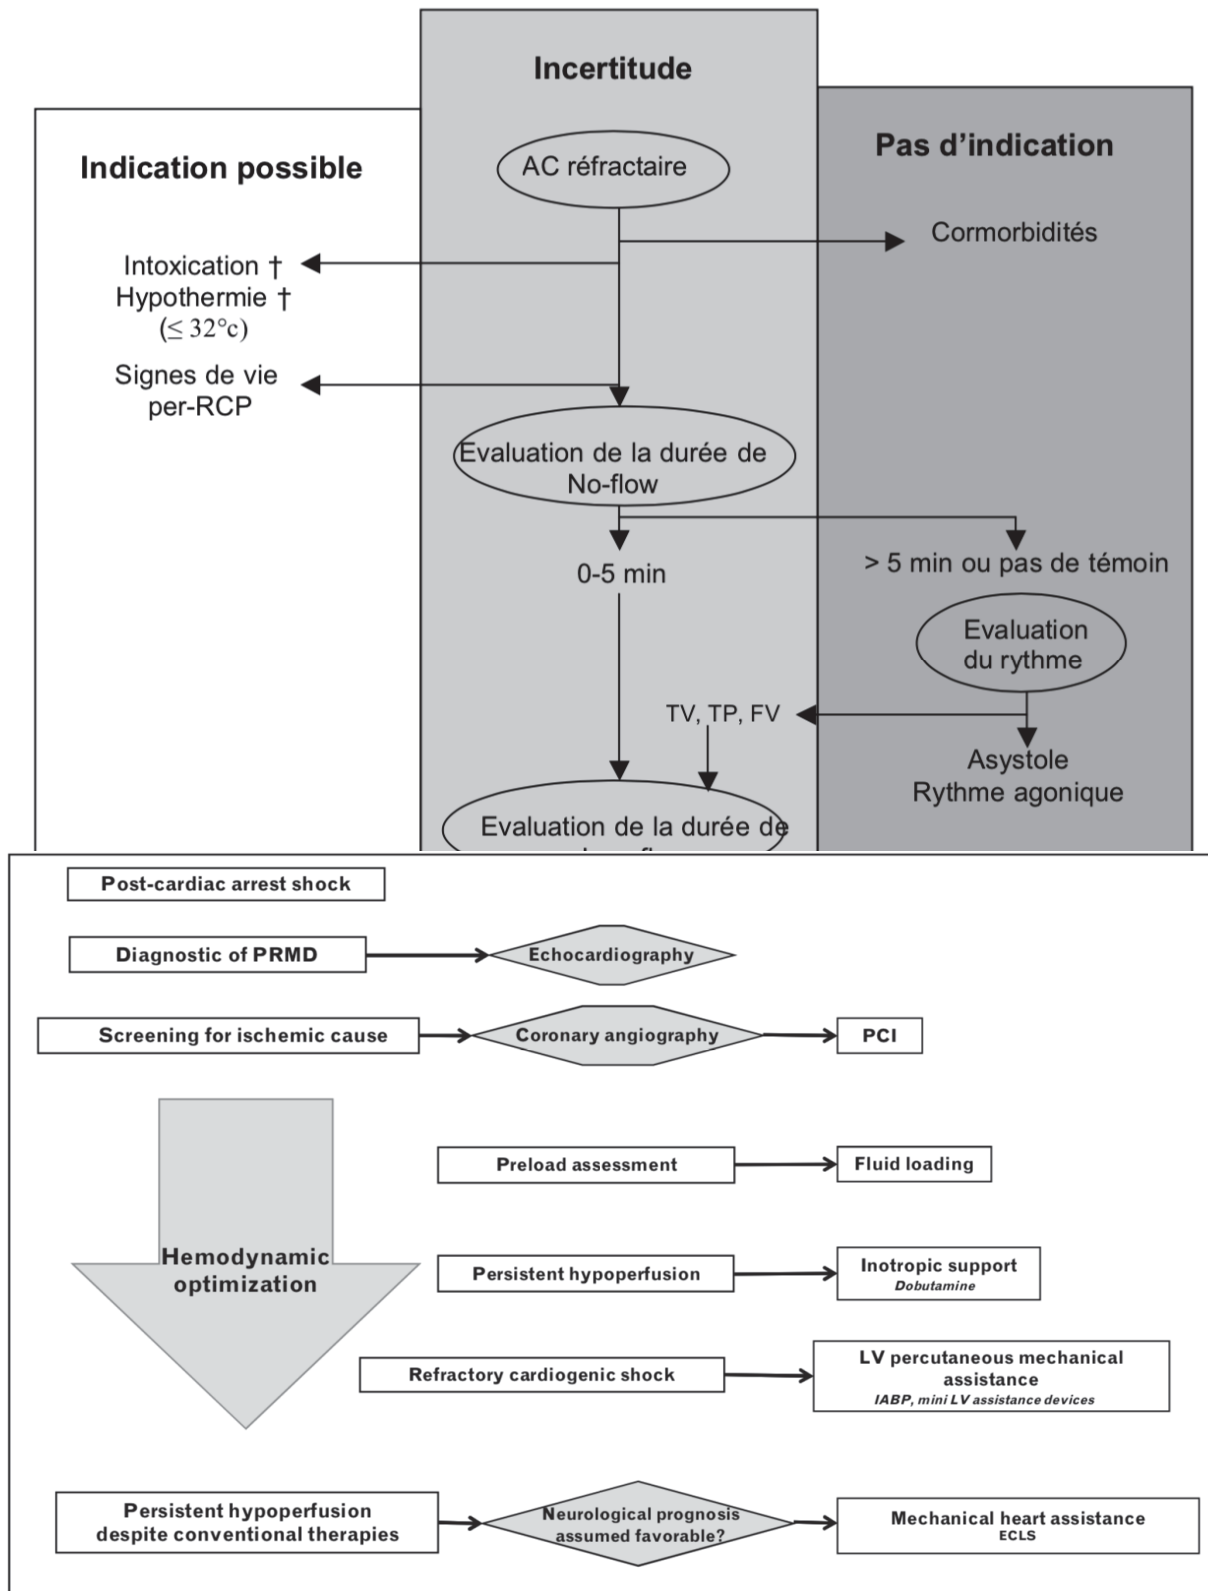 Incertitude
Indication possible
Pas d'indication
AC réfractaire
Cormorbidités
Intoxication †
Hypothermie †
(≤ 32°c)
Signes de vie
per-RCP
Evaluation de la durée de
No-flow
0-5 min
> 5 min ou pas de témoin
Evaluation
du rythme
TV, TP, FV
Asystole
Rythme agonique
Evaluation de la durée de
Post-cardiac arrest shock
Diagnostic of PRMD
Echocardiography
Screening for ischemic cause
Coronary angiography
PCI
Preload assessment
Fluid loading
Hemodynamic
optimization
Persistent hypoperfusion
Inotropic support
Dobutamine
Refractory cardiogenic shock
LV percutaneous mechanical
assistance
IABP, mini LV assistance devices
Persistent hypoperfusion
despite conventional therapies
Neurological prognosis
assumed favorable?
Mechanical heart assistance
ECLS